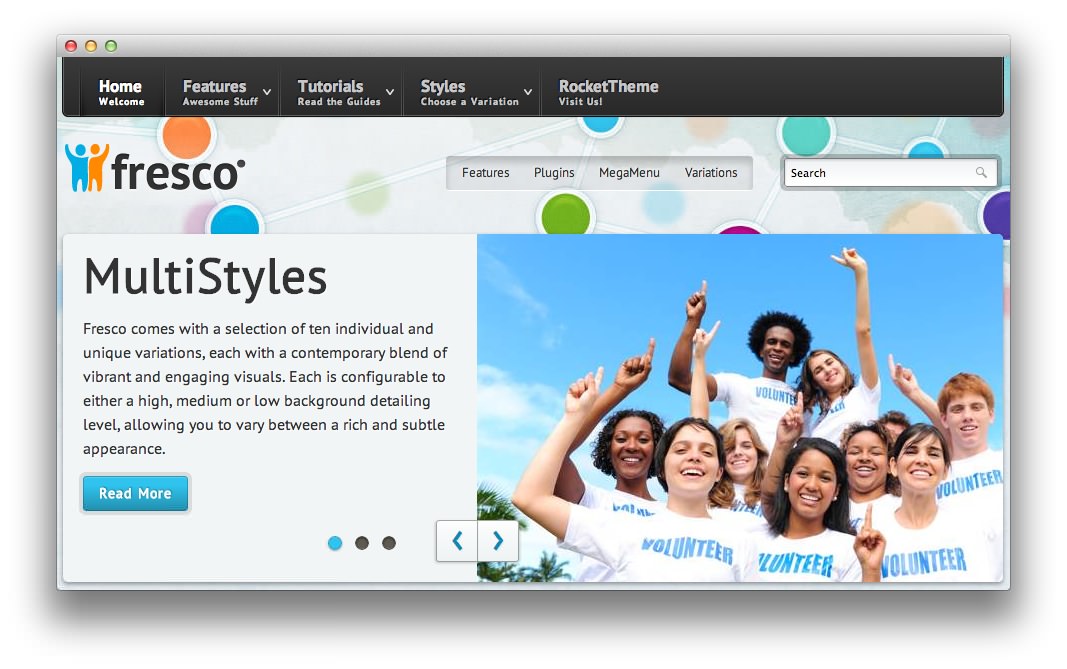 Home
Welcome
Features
Awesome Stuff
Tutorials
Read the Guides
Styles
Choose a Variation
RocketTheme
Visit Us!
fresco
Features Plugins MegaMenu Variations
Search
MultiStyles
Fresco comes with a selection of ten individual and
unique variations, each with a contemporary blend of
vibrant and engaging visuals. Each is configurable to
either a high, medium or low background detailing
level, allowing you to vary between a rich and subtle
appearance.
Read More
VOLUNTEER
VOLUNTEER
VOLUNTEER
VOLUNTEER
VOLUNTEER